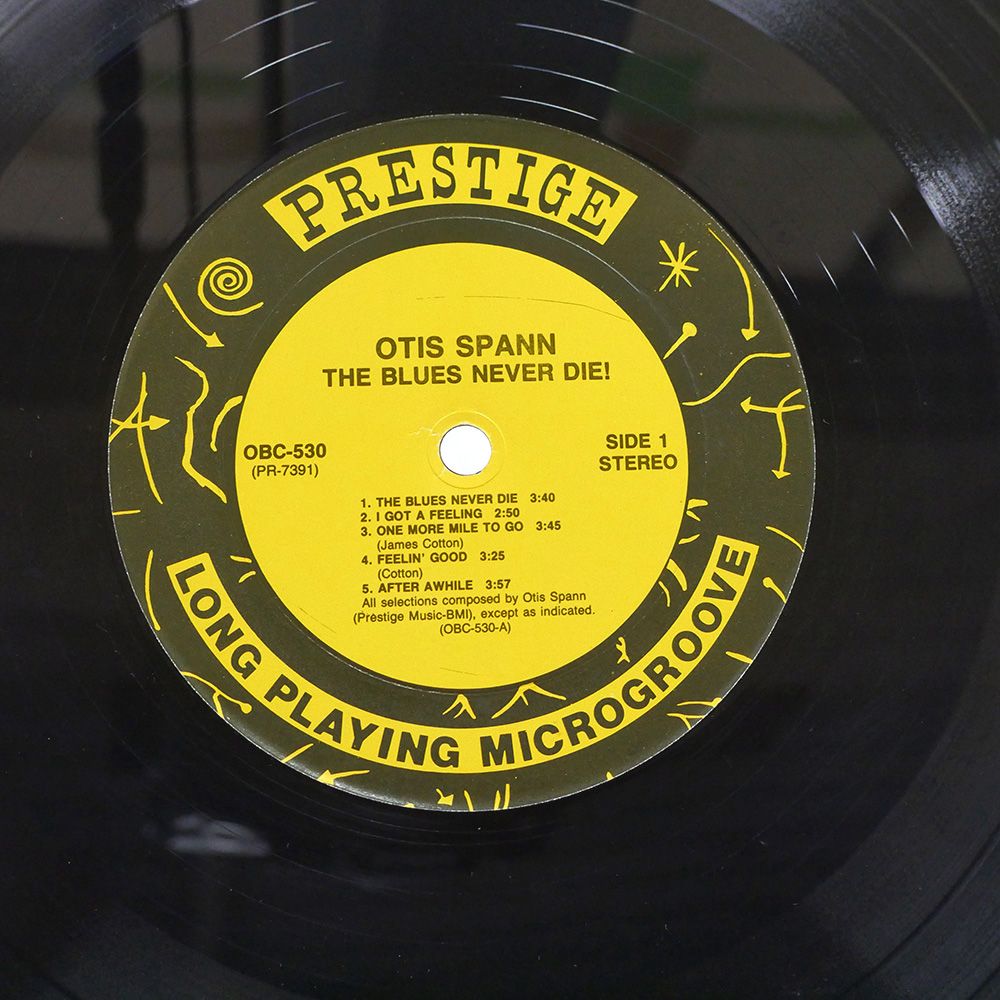 PRESTIGE
OTIS SPANN
THE BLUES NEVER DIE!
OBC-530
(PR-7391)
SIDE 1
STEREO
1. THE BLUES NEVER DIE 3:40
2. I GOT A FEELING 2:50
3. ONE MORE MILE TO GO 3:45
(James Cotton)
4. FEELIN' GOOD 3:25
(Cotton)
5. AFTER AWHILE 3:57
All selections composed by Otis Spann
(Prestige Music-BMI), except as indicated.
(OBC-530-A)
LONG PLAYING MICROGROOVE